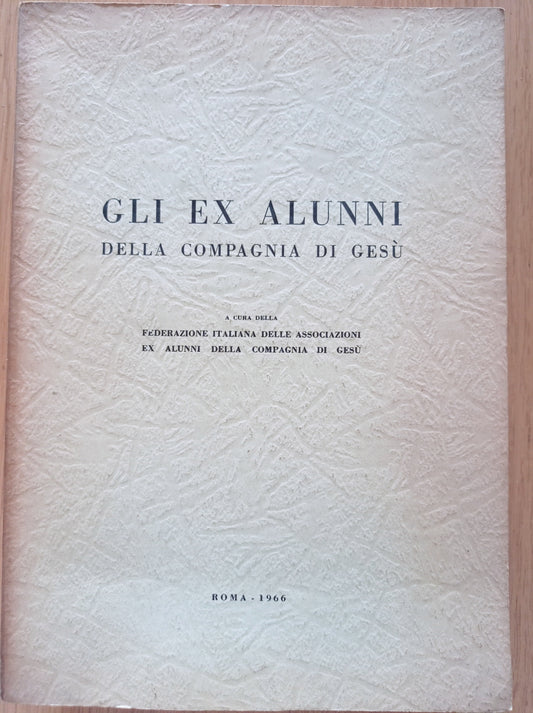 GLI EX ALUNNI
DELLA COMPAGNIA DI GESÙ
A CURA DELLA
FEDERAZIONE ITALIANA DELLE ASSOCIAZIONI
EX ALUNNI DELLA COMPAGNIA DI GESÙ
ROMA - 1966